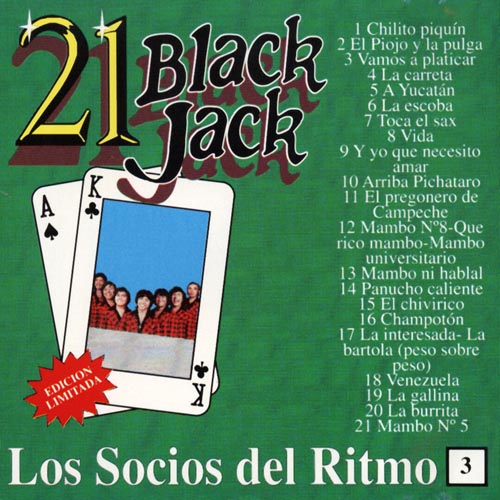 21 Black
Jack
1 Chilito piquín
2 El Piojo y la pulga
3 Vamos a platicar
4 La carreta
5 A Yucatán
6 La escoba
7 Toca el sax
8 Vida
9 Y yo que necesito
amar
10 Arriba Pichataro
11 El pregonero de
Campeche
12 Mambo Nº8-Que
rico mambo-Mambo
universitario
13 Mambo ni hablal
14 Panucho caliente
15 El chivirico
16 Champotón
17 La interesada- La
bartola (peso sobre
peso)
18 Venezuela
19 La gallina
20 La burrita
21 Mambo Nº 5
A
K
EDICION
LIMITADA
K
Los Socios del Ritmo 3